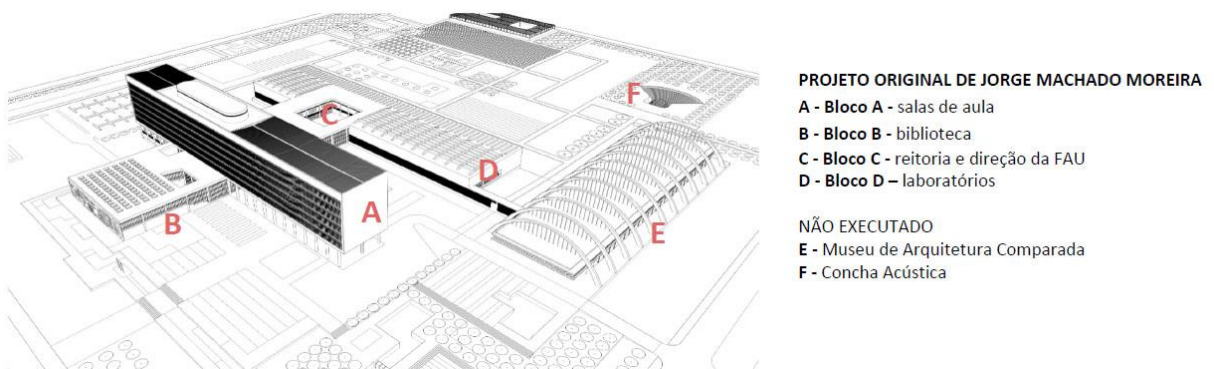 PROJETO ORIGINAL DE JORGE MACHADO MOREIRA
A - Bloco A - salas de aula
B - Bloco B - biblioteca
C - Bloco C - reitoria e direção da FAU
D - Bloco D – laboratórios
NÃO EXECUTADO
E - Museu de Arquitetura Comparada
F - Concha Acústica
F
C
D
A
B
E